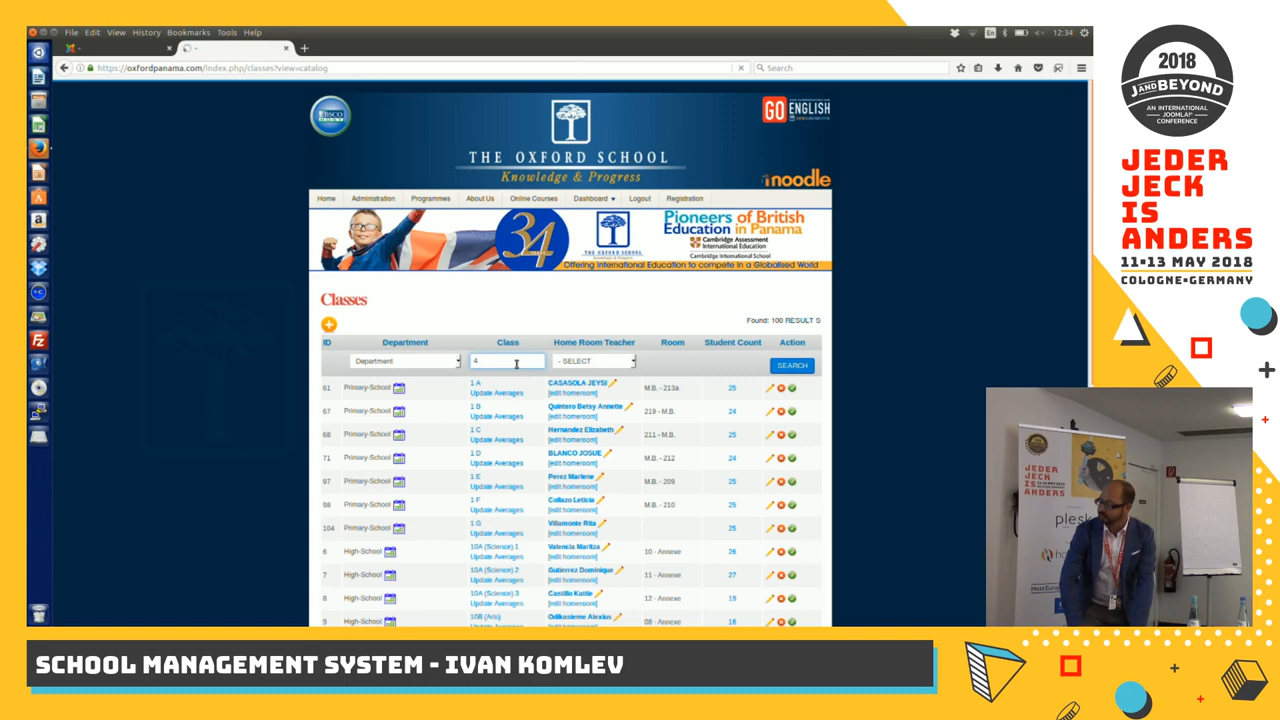 File Edit View History Bookmarks Tools Help
En 12:34
https://oxfordpanama.com/index.php/classes?view=catalog
Search
GO ENGLISH
THE OXFORD SCHOOL
Knowledge & Progress
moodle
Home Administration Programmes About Us Online Courses Dashboard Logout Registration
34
THE OXFORD SCHOOL
Pioneers of British
Education in Panama
Cambridge Assessment
International Education
Cambridge International School
Offering International Education to compete in a Globalised World
Classes
Found: 100 RESULT S
ID Department Class Home Room Teacher Room Student Count Action
Department 4 - SELECT SEARCH
61 Primary-School 1 A CASASOLA JEYSI M.B. - 213a 25
Update Averages [edit homeroom]
67 Primary-School 1 B Quintero Betsy Annette 219 - M.B. 24
Update Averages [edit homeroom]
68 Primary-School 1 C Hernandez Elizabeth 211 - M.B. 25
Update Averages [edit homeroom]
71 Primary-School 1 D BLANCO JOSUE M.B. - 212 24
Update Averages [edit homeroom]
97 Primary-School 1 E Perez Marlene M.B. - 209 25
Update Averages [edit homeroom]
98 Primary-School 1 F Collazo Leticia M.B. - 210 25
Update Averages [edit homeroom]
104 Primary-School 1 G Villamonte Rita 25
Update Averages [edit homeroom]
6 High-School 10A (Science) 1 Valencia Maritza 10 - Annexe 26
Update Averages [edit homeroom]
7 High-School 10A (Science) 2 Gutierrez Dominique 11 - Annexe 27
Update Averages [edit homeroom]
8 High-School 10A (Science) 3 Castillo Kattie 12 - Annexe 19
Update Averages [edit homeroom]
9 High-School 10B (Arts) Odikasieme Alexius 08 - Annexe 16
2018
JANDBEYOND
AN INTERNATIONAL
JOOMLA!® CONFERENCE
JEDER
JECK
IS
ANDERS
11-13 MAY 2018
COLOGNE•GERMANY
JEDER
JECK
IS
ANDERS
plesk
SCHOOL MANAGEMENT SYSTEM - IVAN KOMLEV